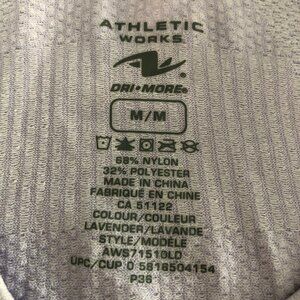 ATHLETIC
WORKS
DRI•MORE®
M/M
68% NYLON
32% POLYESTER
MADE IN CHINA
FABRIQUÉ EN CHINE
CA 51122
COLOUR/COULEUR
LAVENDER/LAVANDE
STYLE/MODÈLE
AWS71510LD
UPC/CUP 0 5818504154
P36